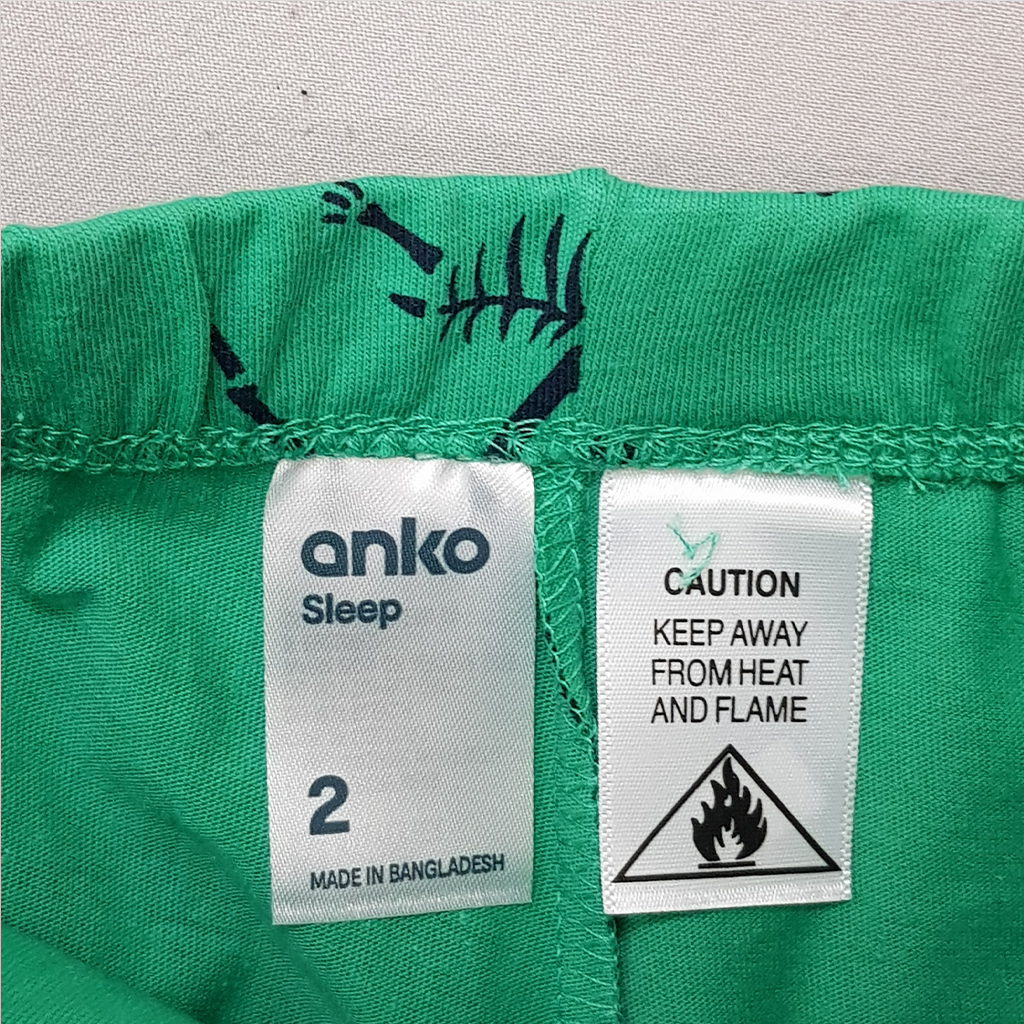 anko
Sleep
2
MADE IN BANGLADESH
CAUTION
KEEP AWAY
FROM HEAT
AND FLAME